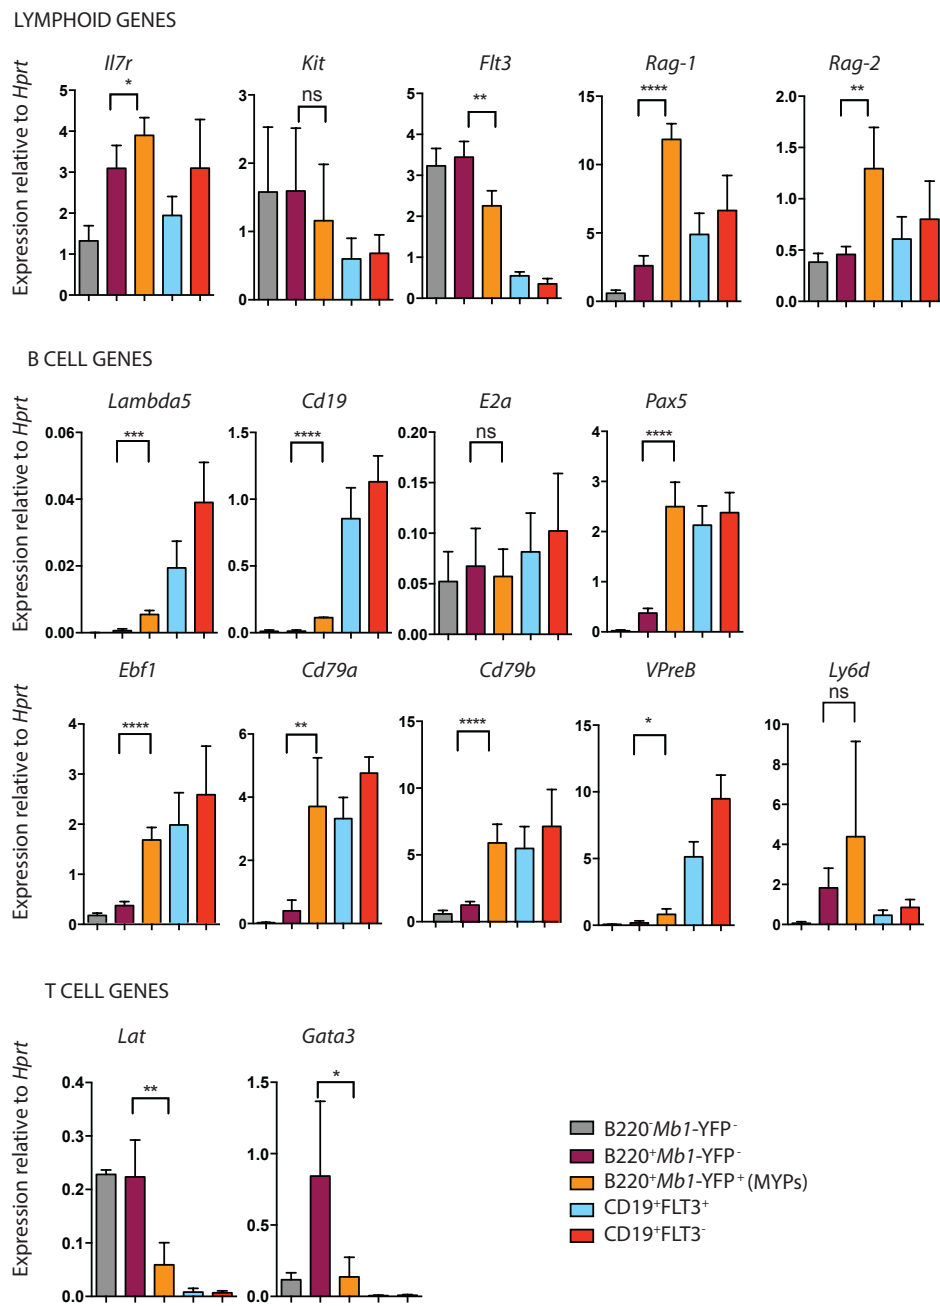 LYMPHOID GENES
Il7r Kit Flt3 Rag-1 Rag-2
Expression relative to Hprt
* ns ** **** **
5 4 3 2 1 0
3 2 1 0
5 4 3 2 1 0
15 10 5 0
2.0 1.5 1.0 0.5 0.0
B CELL GENES
Lambda5 Cd19 E2a Pax5
Expression relative to Hprt
*** **** ns ****
0.06 0.04 0.02 0.00
1.5 1.0 0.5 0.0
0.20 0.15 0.10 0.05 0.00
4 3 2 1 0
Ebf1 Cd79a Cd79b VPreB Ly6d
Expression relative to Hprt
**** ** **** * ns
4 3 2 1 0
6 4 2 0
15 10 5 0
15 10 5 0
10 8 6 4 2 0
T CELL GENES
Lat Gata3
Expression relative to Hprt
** *
0.4 0.3 0.2 0.1 0.0
1.5 1.0 0.5 0.0
B220⁻Mb1-YFP⁻
B220⁺Mb1-YFP⁻
B220⁺Mb1-YFP⁺ (MYPs)
CD19⁺FLT3⁺
CD19⁺FLT3⁻